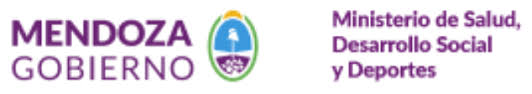 MENDOZA
GOBIERNO
Ministerio de Salud,
Desarrollo Social
y Deportes